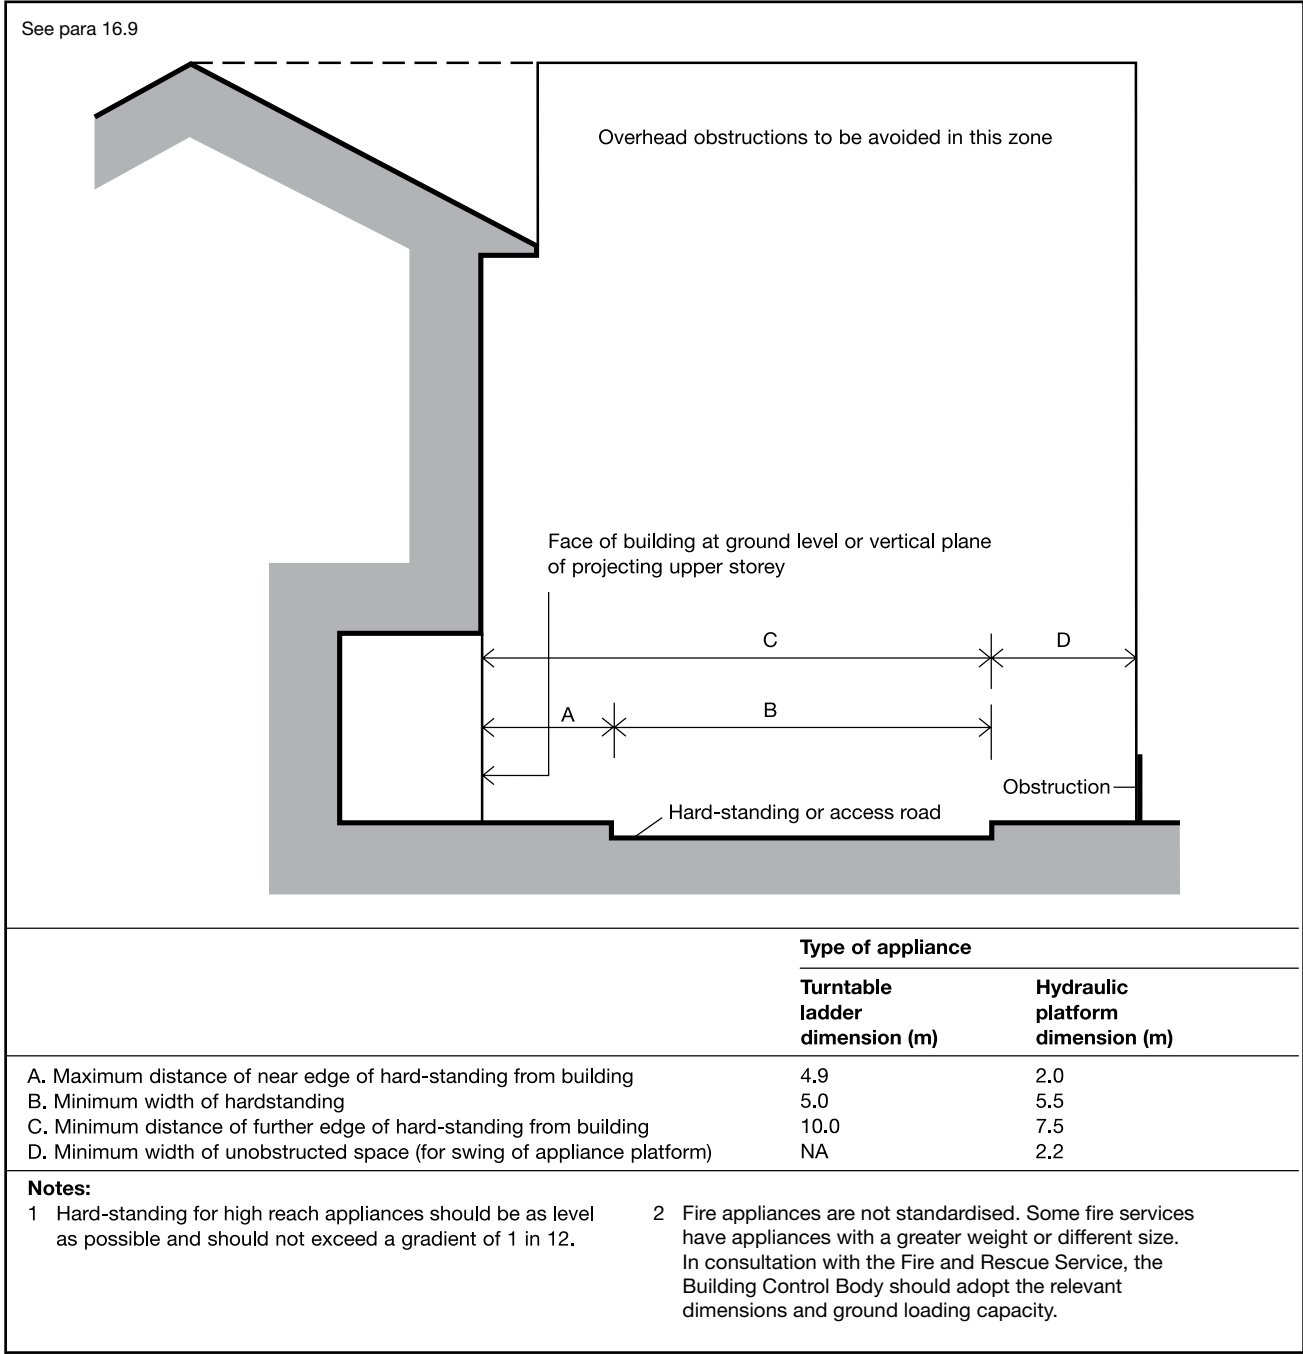 See para 16.9
Overhead obstructions to be avoided in this zone
Face of building at ground level or vertical plane
of projecting upper storey
C
D
A
B
Obstruction
Hard-standing or access road
Type of appliance
Turntable
ladder
dimension (m)
Hydraulic
platform
dimension (m)
A. Maximum distance of near edge of hard-standing from building 4.9 2.0
B. Minimum width of hardstanding 5.0 5.5
C. Minimum distance of further edge of hard-standing from building 10.0 7.5
D. Minimum width of unobstructed space (for swing of appliance platform) NA 2.2
Notes:
1 Hard-standing for high reach appliances should be as level
as possible and should not exceed a gradient of 1 in 12.
2 Fire appliances are not standardised. Some fire services
have appliances with a greater weight or different size.
In consultation with the Fire and Rescue Service, the
Building Control Body should adopt the relevant
dimensions and ground loading capacity.